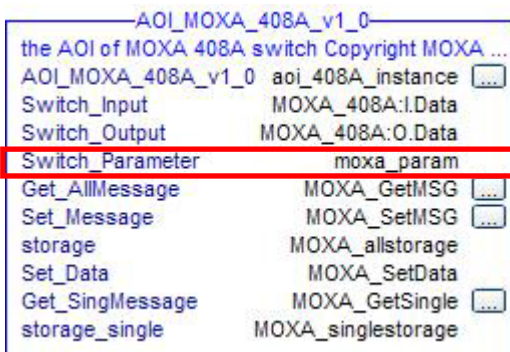 AOI_MOXA_408A_v1_0
the AOI of MOXA 408A switch Copyright MOXA ...
AOI_MOXA_408A_v1_0 aoi_408A_instance ...
Switch_Input MOXA_408A:I.Data
Switch_Output MOXA_408A:O.Data
Switch_Parameter moxa_param
Get_AllMessage MOXA_GetMSG ...
Set_Message MOXA_SetMSG ...
storage MOXA_allstorage
Set_Data MOXA_SetData
Get_SingMessage MOXA_GetSingle ...
storage_single MOXA_singlestorage